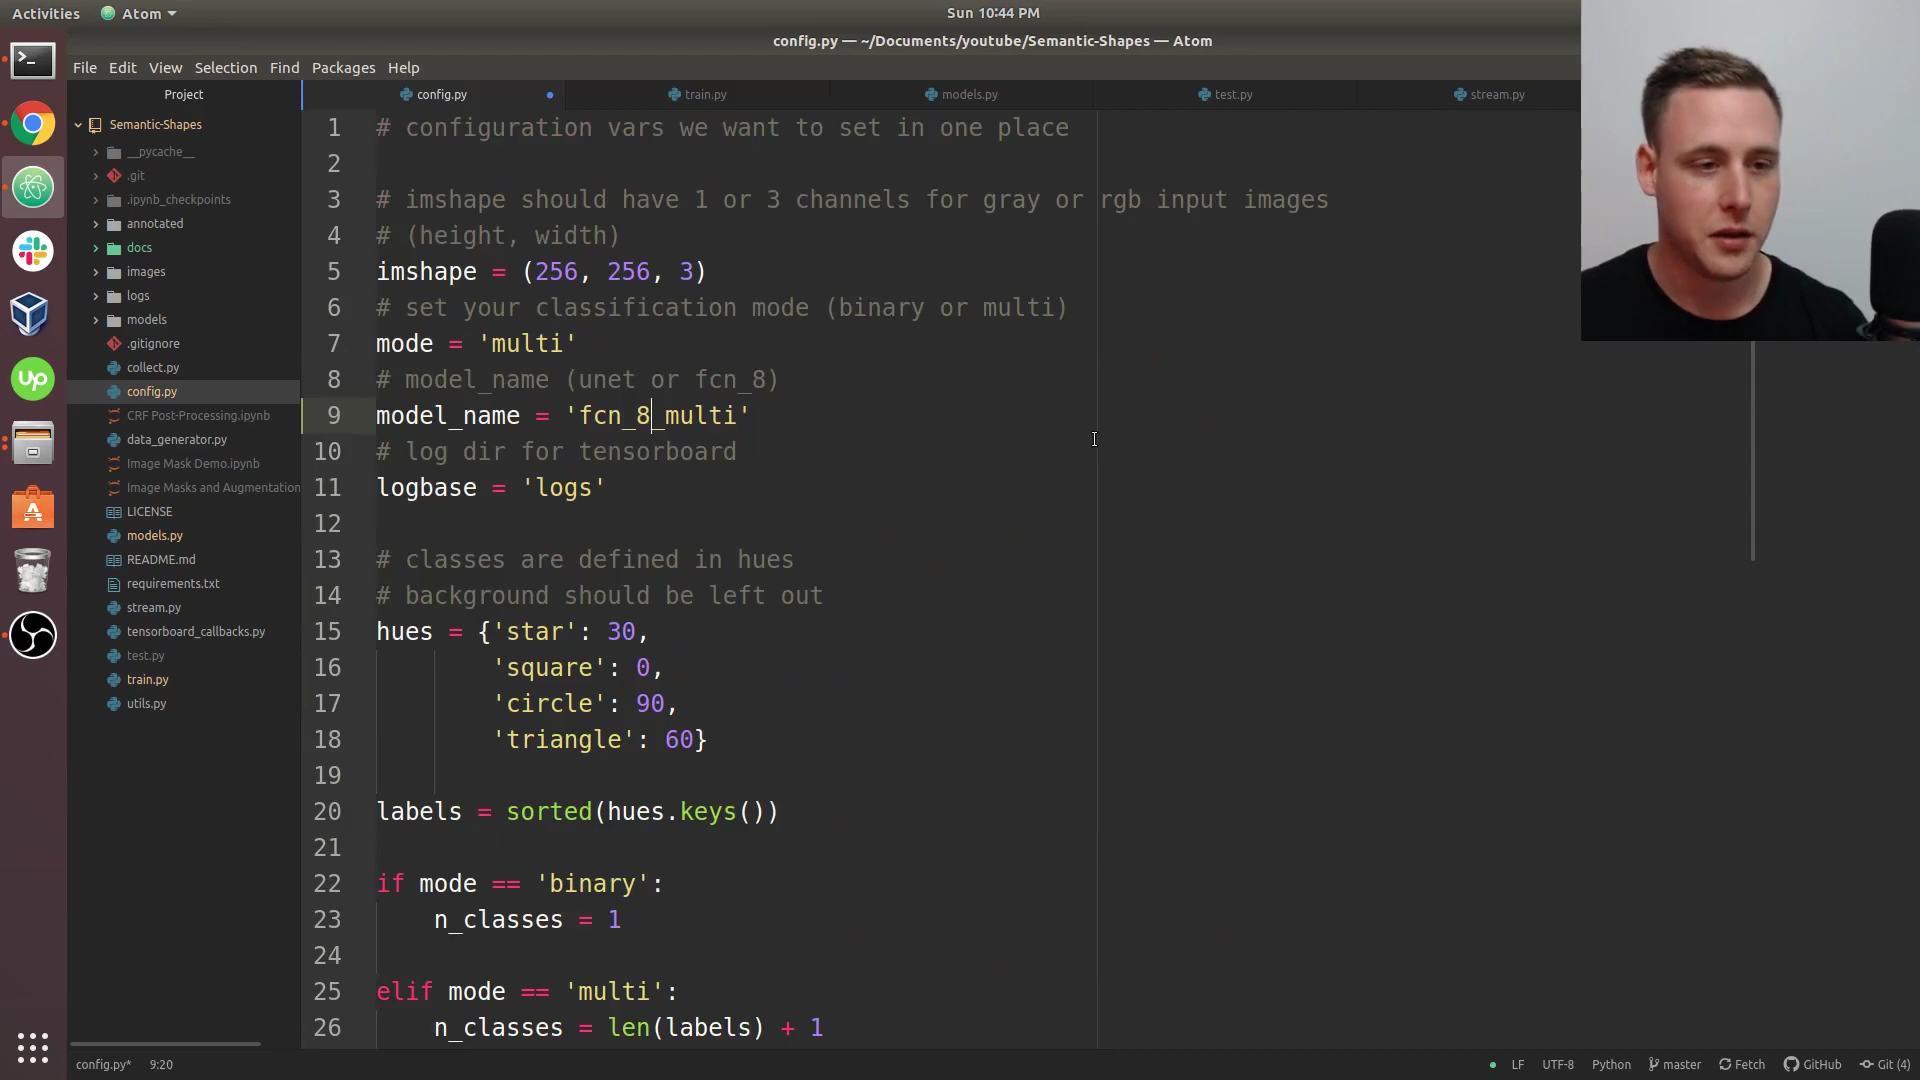 Activities
Atom
Sun 10:44 PM
config.py — ~/Documents/youtube/Semantic-Shapes — Atom
File Edit View Selection Find Packages Help
Project
config.py
train.py
models.py
test.py
stream.py
Semantic-Shapes
__pycache__
.git
.ipynb_checkpoints
annotated
docs
images
logs
models
.gitignore
collect.py
config.py
CRF Post-Processing.ipynb
data_generator.py
Image Mask Demo.ipynb
Image Masks and Augmentation
LICENSE
models.py
README.md
requirements.txt
stream.py
tensorboard_callbacks.py
test.py
train.py
utils.py
1 # configuration vars we want to set in one place
2
3 # imshape should have 1 or 3 channels for gray or rgb input images
4 # (height, width)
5 imshape = (256, 256, 3)
6 # set your classification mode (binary or multi)
7 mode = 'multi'
8 # model_name (unet or fcn_8)
9 model_name = 'fcn_8_multi'
10 # log dir for tensorboard
11 logbase = 'logs'
12
13 # classes are defined in hues
14 # background should be left out
15 hues = {'star': 30,
16 'square': 0,
17 'circle': 90,
18 'triangle': 60}
19
20 labels = sorted(hues.keys())
21
22 if mode == 'binary':
23 n_classes = 1
24
25 elif mode == 'multi':
26 n_classes = len(labels) + 1
config.py* 9:20
LF UTF-8 Python master Fetch GitHub Git (4)
up